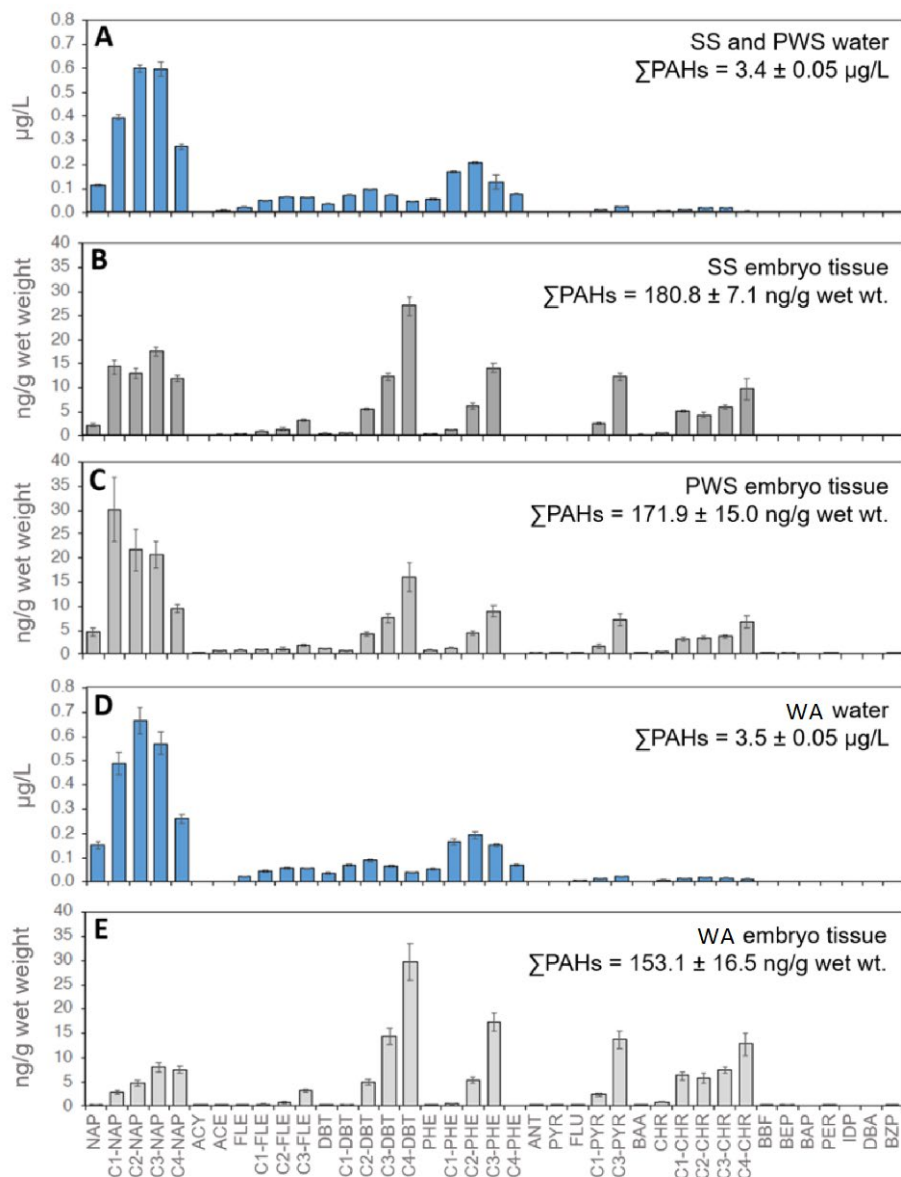 A
SS and PWS water
∑PAHs = 3.4 ± 0.05 µg/L
µg/L
0.8
0.7
0.6
0.5
0.4
0.3
0.2
0.1
0.0
B
SS embryo tissue
∑PAHs = 180.8 ± 7.1 ng/g wet wt.
ng/g wet weight
40
35
30
25
20
15
10
5
0
C
PWS embryo tissue
∑PAHs = 171.9 ± 15.0 ng/g wet wt.
ng/g wet weight
40
35
30
25
20
15
10
5
0
D
WA water
∑PAHs = 3.5 ± 0.05 µg/L
µg/L
0.8
0.7
0.6
0.5
0.4
0.3
0.2
0.1
0.0
E
WA embryo tissue
∑PAHs = 153.1 ± 16.5 ng/g wet wt.
ng/g wet weight
40
35
30
25
20
15
10
5
0
NAP
C1-NAP
C2-NAP
C3-NAP
C4-NAP
ACY
ACE
FLE
C1-FLE
C2-FLE
C3-FLE
DBT
C1-DBT
C2-DBT
C3-DBT
C4-DBT
PHE
C1-PHE
C2-PHE
C3-PHE
C4-PHE
ANT
PYR
FLU
C1-PYR
C3-PYR
BAA
CHR
C1-CHR
C2-CHR
C3-CHR
C4-CHR
BBF
BEP
BAP
PER
IDP
DBA
BZP